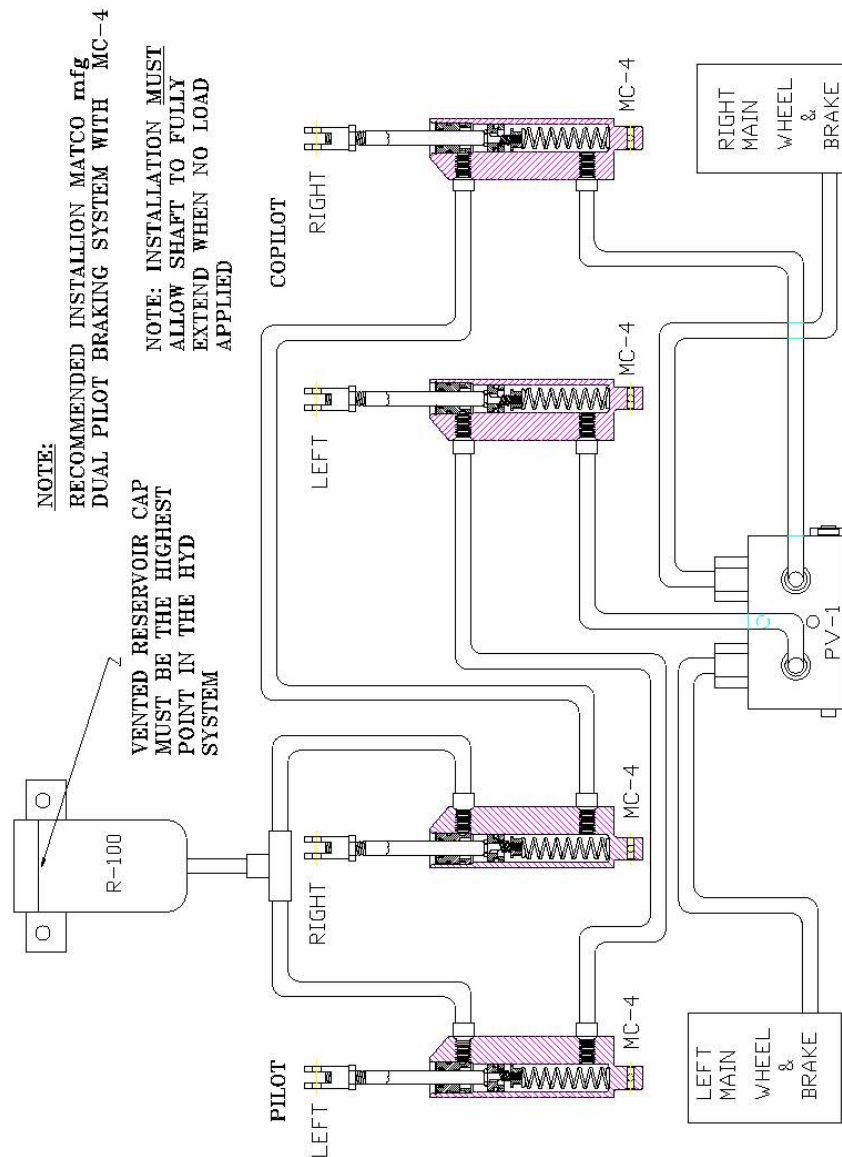 NOTE:
RECOMMENDED INSTALLION MATCO mfg
DUAL PILOT BRAKING SYSTEM WITH MC-4
VENTED RESERVOIR CAP
MUST BE THE HIGHEST
POINT IN THE HYD
SYSTEM
NOTE: INSTALLATION MUST
ALLOW SHAFT TO FULLY
EXTEND WHEN NO LOAD
APPLIED
R-100
PILOT
COPILOT
LEFT
RIGHT
LEFT
RIGHT
MC-4
MC-4
MC-4
MC-4
PV-1
LEFT
MAIN
WHEEL
&
BRAKE
RIGHT
MAIN
WHEEL
&
BRAKE